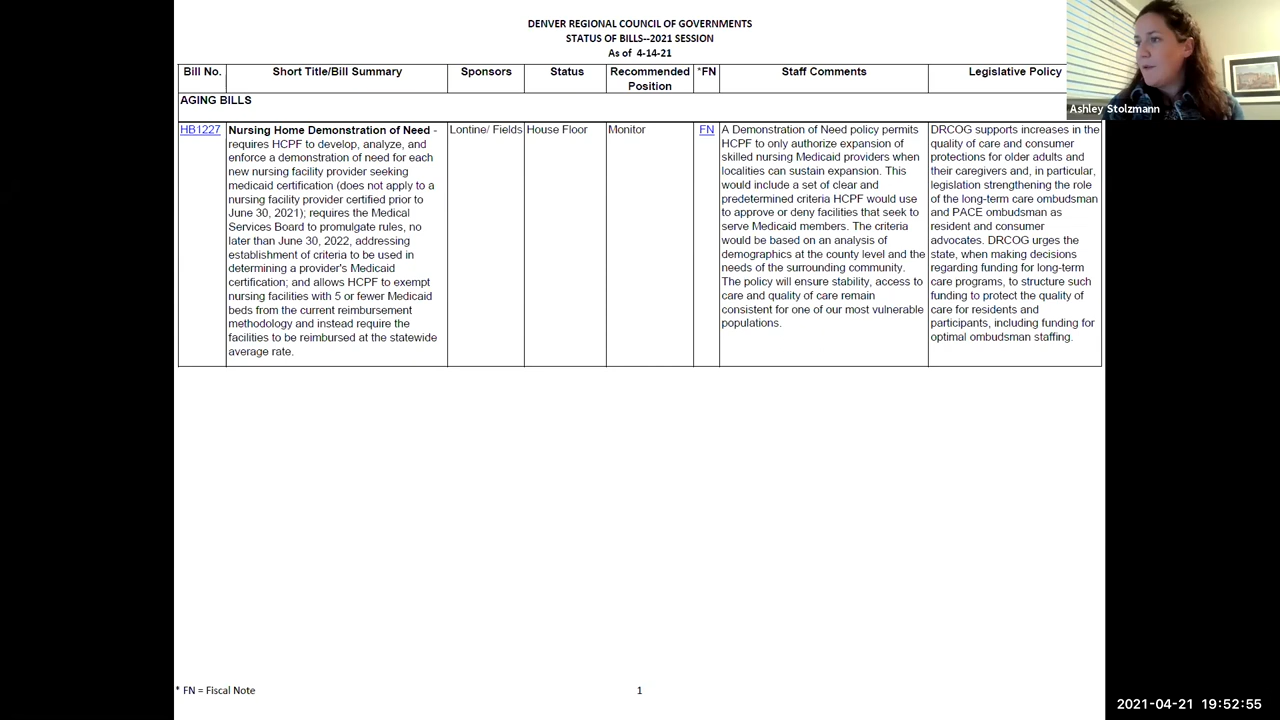 DENVER REGIONAL COUNCIL OF GOVERNMENTS
STATUS OF BILLS--2021 SESSION
As of 4-14-21
Bill No.
Short Title/Bill Summary
Sponsors
Status
Recommended
Position
*FN
Staff Comments
Legislative Policy
AGING BILLS
HB1227
Nursing Home Demonstration of Need -
requires HCPF to develop, analyze, and
enforce a demonstration of need for each
new nursing facility provider seeking
medicaid certification (does not apply to a
nursing facility provider certified prior to
June 30, 2021); requires the Medical
Services Board to promulgate rules, no
later than June 30, 2022, addressing
establishment of criteria to be used in
determining a provider's Medicaid
certification; and allows HCPF to exempt
nursing facilities with 5 or fewer Medicaid
beds from the current reimbursement
methodology and instead require the
facilities to be reimbursed at the statewide
average rate.
Lontine/ Fields
House Floor
Monitor
FN
A Demonstration of Need policy permits
HCPF to only authorize expansion of
skilled nursing Medicaid providers when
localities can sustain expansion. This
would include a set of clear and
predetermined criteria HCPF would use
to approve or deny facilities that seek to
serve Medicaid members. The criteria
would be based on an analysis of
demographics at the county level and the
needs of the surrounding community.
The policy will ensure stability, access to
care and quality of care remain
consistent for one of our most vulnerable
populations.
DRCOG supports increases in the
quality of care and consumer
protections for older adults and
their caregivers and, in particular,
legislation strengthening the role
of the long-term care ombudsman
and PACE ombudsman as
resident and consumer
advocates. DRCOG urges the
state, when making decisions
regarding funding for long-term
care programs, to structure such
funding to protect the quality of
care for residents and
participants, including funding for
optimal ombudsman staffing.
Ashley Stolzmann
* FN = Fiscal Note
1
2021-04-21 19:52:55